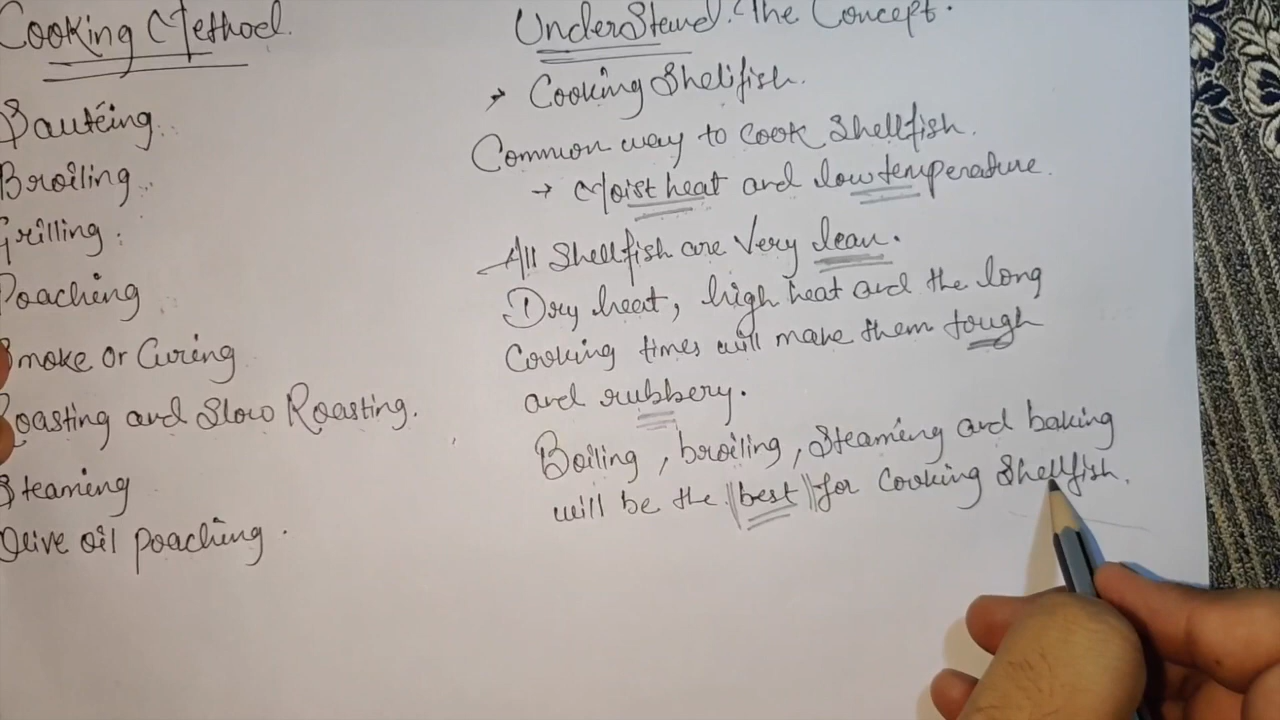 Cooking Method.
Sautéing.
Broiling.
Grilling.
Poaching
Smoke or Curing
Roasting and Slow Roasting.
Steaming
Olive oil poaching.
Understand The Concept.
→ Cooking Shellfish.
Common way to cook Shellfish.
→ Moist heat and low temperature.
All Shellfish are Very lean.
Dry heat, high heat and the long
Cooking times will make them tough
and rubbery.
Boiling, broiling, Steaming and baking
will be the best for Cooking Shellfish.